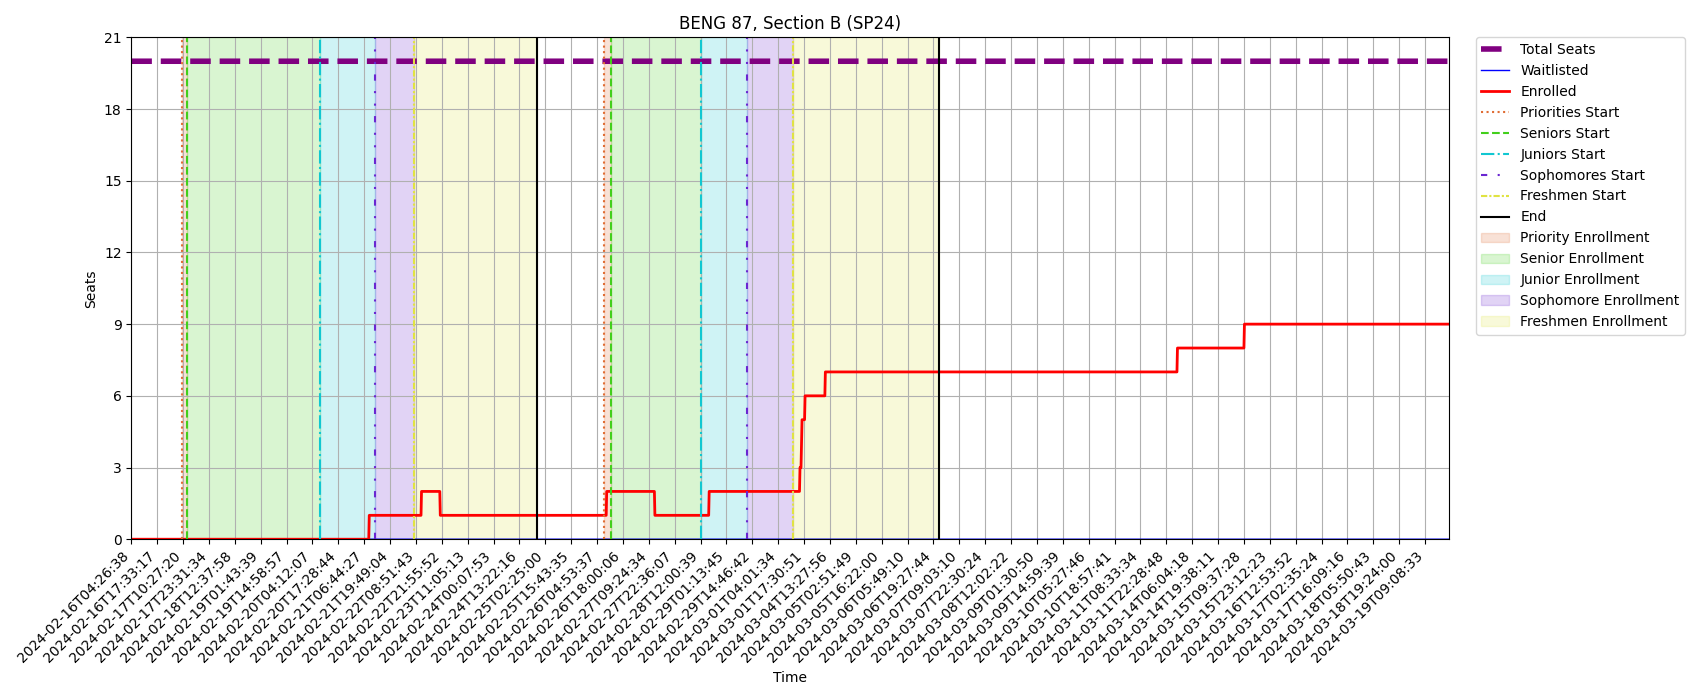 BENG 87, Section B (SP24)
Seats
21
18
15
12
9
6
3
0
2024-02-16T04:26:38
2024-02-16T17:33:17
2024-02-17T10:27:20
2024-02-17T23:31:34
2024-02-18T12:37:58
2024-02-19T01:43:39
2024-02-19T14:58:57
2024-02-20T04:12:07
2024-02-20T17:28:44
2024-02-21T06:44:27
2024-02-21T19:49:04
2024-02-22T08:51:43
2024-02-22T21:55:52
2024-02-23T11:05:13
2024-02-24T00:07:53
2024-02-24T13:22:16
2024-02-25T02:25:00
2024-02-25T15:43:35
2024-02-26T04:53:37
2024-02-26T18:00:06
2024-02-27T09:24:34
2024-02-27T22:36:07
2024-02-28T12:00:39
2024-02-29T01:13:45
2024-02-29T14:46:42
2024-03-01T04:01:34
2024-03-01T17:30:51
2024-03-04T13:27:56
2024-03-05T02:51:49
2024-03-05T16:22:00
2024-03-06T05:49:10
2024-03-06T19:27:44
2024-03-07T09:03:10
2024-03-07T22:30:24
2024-03-08T12:02:22
2024-03-09T01:30:50
2024-03-09T14:59:39
2024-03-10T05:27:46
2024-03-10T18:57:41
2024-03-11T08:33:34
2024-03-11T22:28:48
2024-03-14T06:04:18
2024-03-14T19:38:11
2024-03-15T09:37:28
2024-03-15T23:12:23
2024-03-16T12:53:52
2024-03-17T02:35:24
2024-03-17T16:09:16
2024-03-18T05:50:43
2024-03-18T19:24:00
2024-03-19T09:08:33
Time
Total Seats
Waitlisted
Enrolled
Priorities Start
Seniors Start
Juniors Start
Sophomores Start
Freshmen Start
End
Priority Enrollment
Senior Enrollment
Junior Enrollment
Sophomore Enrollment
Freshmen Enrollment